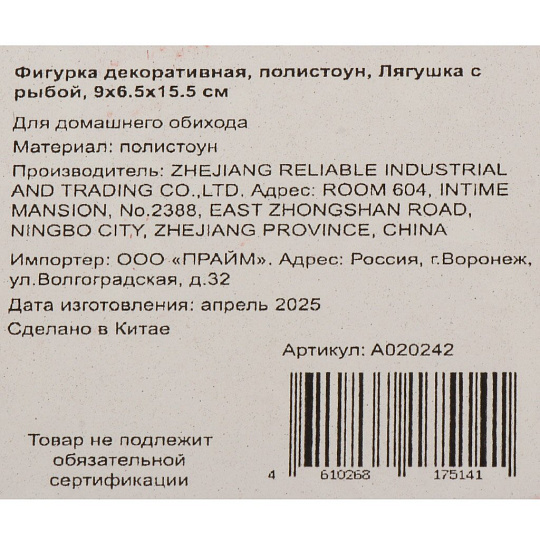 Фигурка декоративная, полистоун, Лягушка с
рыбой, 9x6.5x15.5 см
Для домашнего обихода
Материал: полистоун
Производитель: ZHEJIANG RELIABLE INDUSTRIAL
AND TRADING CO.,LTD. Адрес: ROOM 604, INTIME
MANSION, No.2388, EAST ZHONGSHAN ROAD,
NINGBO CITY, ZHEJIANG PROVINCE, CHINA
Импортер: ООО «ПРАЙМ». Адрес: Россия, г.Воронеж,
ул.Волгоградская, д.32
Дата изготовления: апрель 2025
Сделано в Китае
Артикул: A020242
Товар не подлежит
обязательной
сертификации
4 610268 175141